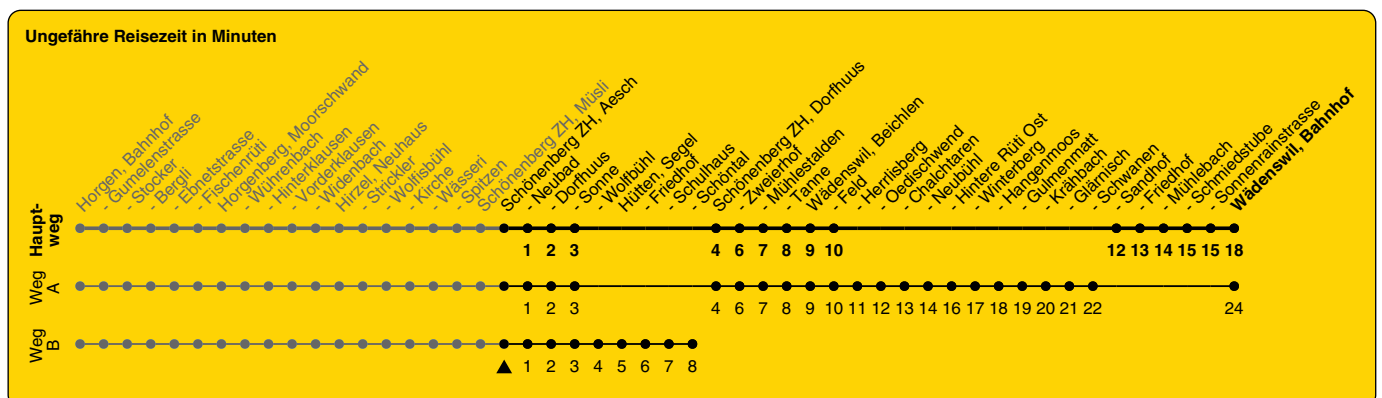 Ungefähre Reisezeit in Minuten
Horgen, Bahnhof
- Gumelenstrasse
- Stocker
- Bergli
- Ebnetstrasse
- Fischenrüti
Horgenberg, Moorschwand
- Wührenbach
- Hinterklausen
- Vorderklausen
- Widenbach
Hirzel, Neuhaus
- Strickler
- Wolfisbühl
- Kirche
- Wässeri
- Spitzen
Schönenberg ZH, Müsli
Schönenberg ZH, Aesch
- Neubad
- Dorfhuus
- Sonne
- Wolfbühl
Hütten, Segel
- Friedhof
- Schulhaus
- Schöntal
Schönenberg ZH, Dorfhuus
- Zweierhof
- Mühlestalden
- Tanne
Wädenswil, Beichlen
- Feld
- Herrlisberg
- Oedischwend
- Chalchtaren
- Neubühl
- Hintere Rüti Ost
- Winterberg
- Hangenmoos
- Gulmenmatt
- Kränbach
- Glärnisch
- Schwanen
- Sandhof
- Friedhof
- Mühlebach
- Schmiedstube
- Sonnenrainstrasse
Wädenswil, Bahnhof
Haupt-
weg
1 2 3 4 6 7 8 9 10 12 13 14 15 15 18
Weg
A
1 2 3 4 6 7 8 9 10 11 12 13 14 16 17 18 19 20 21 22 24
Weg
B
1 2 3 4 5 6 7 8